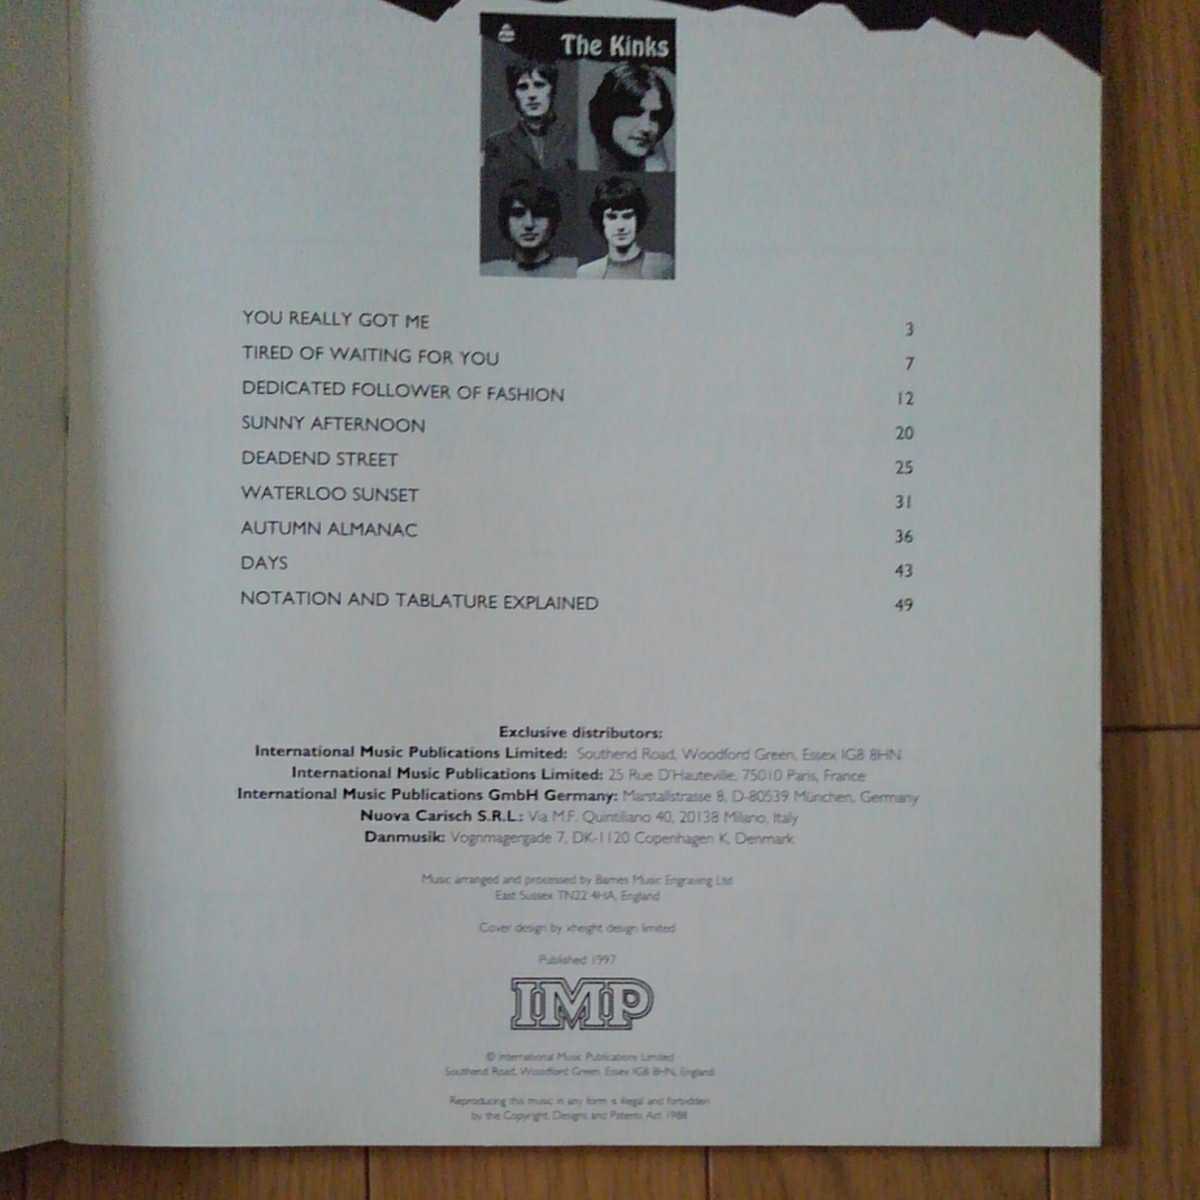 The Kinks
YOU REALLY GOT ME 3
TIRED OF WAITING FOR YOU 7
DEDICATED FOLLOWER OF FASHION 12
SUNNY AFTERNOON 20
DEADEND STREET 25
WATERLOO SUNSET 31
AUTUMN ALMANAC 36
DAYS 43
NOTATION AND TABLATURE EXPLAINED 49
Exclusive distributors:
International Music Publications Limited: Southend Road, Woodford Green, Essex IG8 8HN
International Music Publications Limited: 25 Rue D'Hauteville, 75010 Paris, France
International Music Publications GmbH Germany: Marstallstrasse 8, D-80539 München, Germany
Nuova Carisch S.R.L.: Via M.F. Quintiliano 40, 20138 Milano, Italy
Danmusik: Vognmagergade 7, DK-1120 Copenhagen K, Denmark
Music arranged and processed by Barnes Music Engraving Ltd
East Sussex TN22 4HA, England
Cover design by xheight design limited
Published 1997
IMP
© International Music Publications Limited
Southend Road, Woodford Green, Essex IG8 8HN, England
Reproducing this music in any form is illegal and forbidden
by the Copyright, Designs and Patents Act 1988